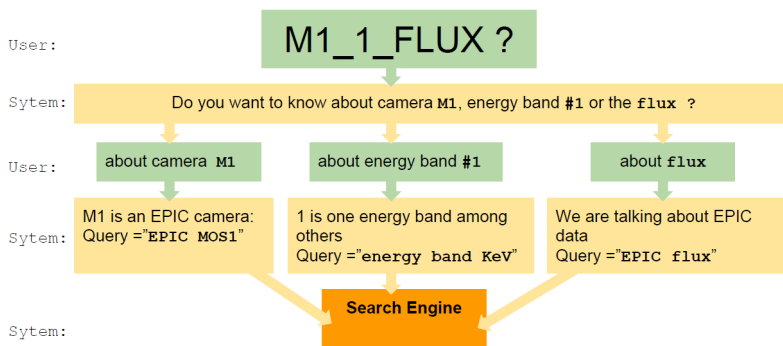 User:
M1_1_FLUX ?
Sytem:
Do you want to know about camera M1, energy band #1 or the flux ?
User:
about camera M1
about energy band #1
about flux
Sytem:
M1 is an EPIC camera:
Query ="EPIC MOS1"
1 is one energy band among
others
Query ="energy band KeV"
We are talking about EPIC
data
Query ="EPIC flux"
Sytem:
Search Engine